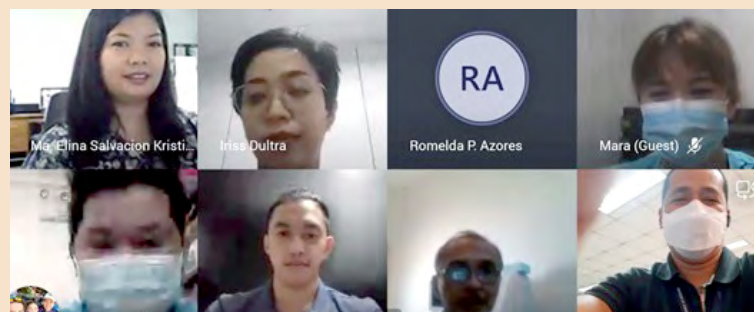 RA
Ma, Elina Salvacion Kristi...
Iriss Dultra
Romelda P. Azores
Mara (Guest)